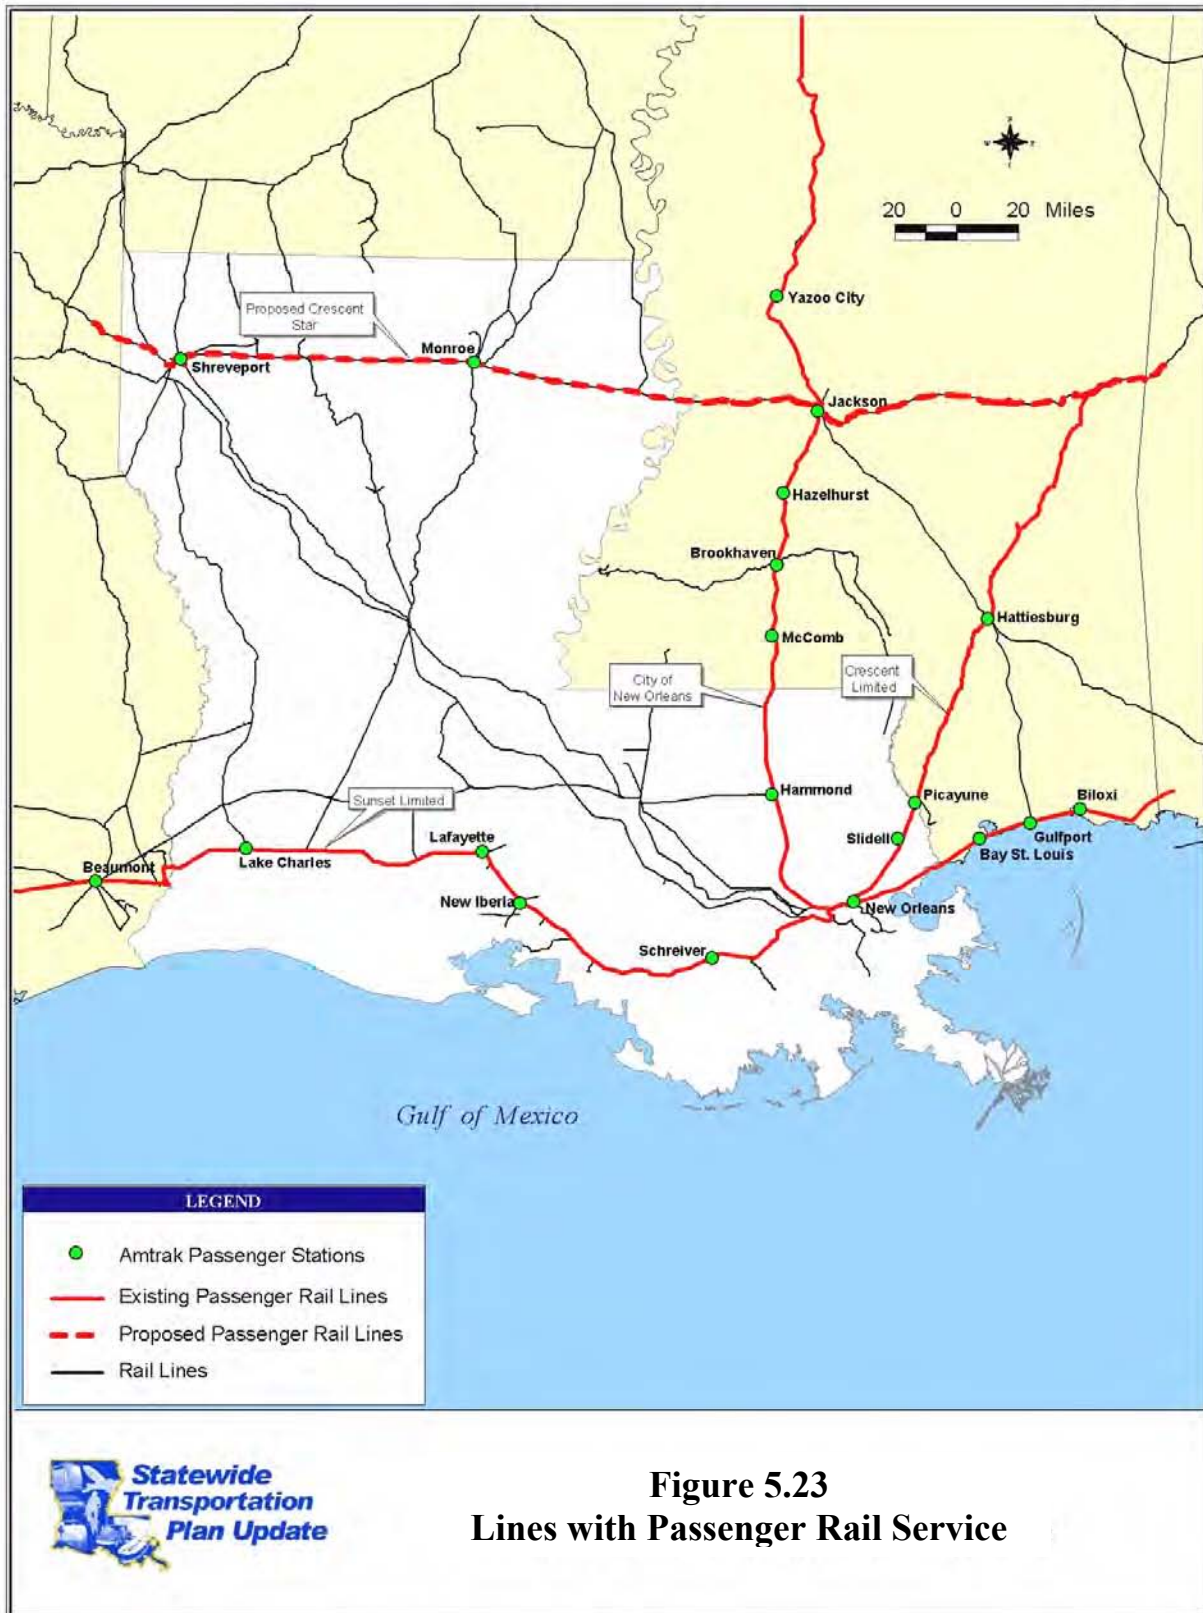 20 0 20 Miles
Yazoo City
Proposed Crescent
Star
Monroe
Shreveport
Jackson
Hazelhurst
Brookhaven
Hattiesburg
McComb
City of
New Orleans
Crescent
Limited
Hammond
Picayune
Biloxi
Sunset Limited
Gulfport
Slidell
Lafayette
Bay St. Louis
Lake Charles
Beaumont
New Iberia
New Orleans
Schreiver
Gulf of Mexico
LEGEND
Amtrak Passenger Stations
Existing Passenger Rail Lines
Proposed Passenger Rail Lines
Rail Lines
Statewide
Transportation
Plan Update
Figure 5.23
Lines with Passenger Rail Service